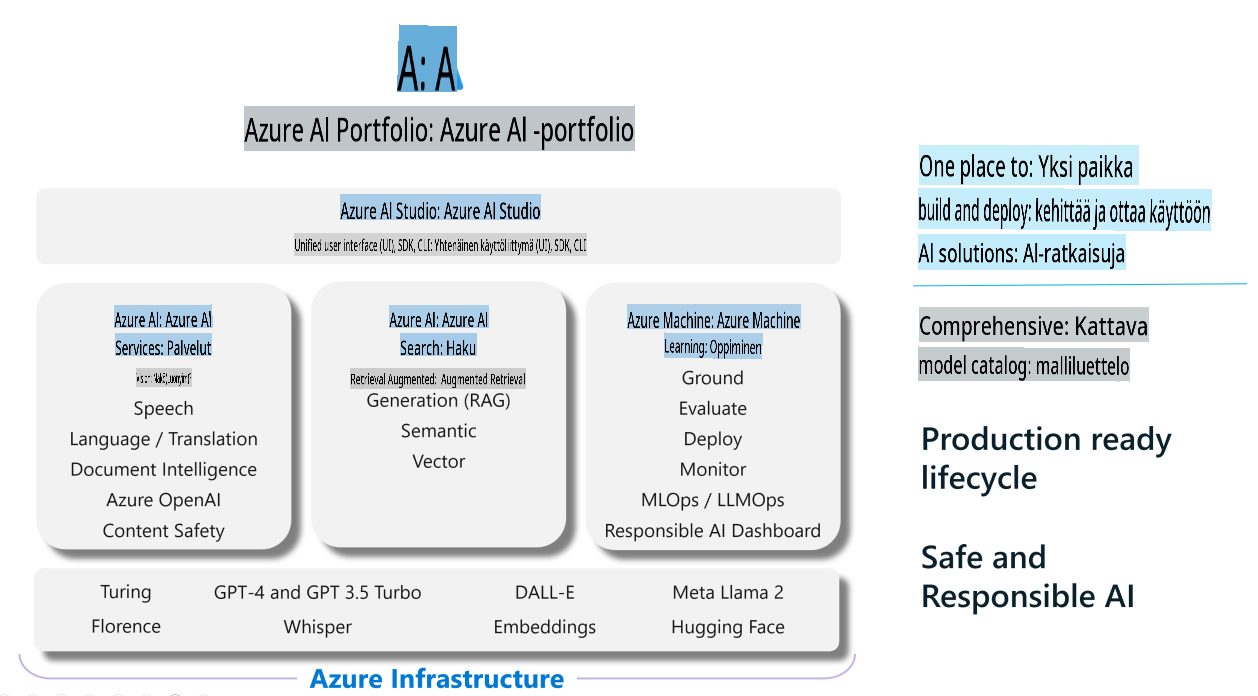 A: A
Azure AI Portfolio: Azure AI -portfolio
Azure AI Studio: Azure AI Studio
Unified user interface (UI), SDK, CLI: Yhtenäinen käyttöliittymä (UI), SDK, CLI
Azure AI: Azure AI
Services: Palvelut
Speech
Language / Translation
Document Intelligence
Azure OpenAI
Content Safety
Azure AI: Azure AI
Search: Haku
Retrieval Augmented: Augmented Retrieval
Generation (RAG)
Semantic
Vector
Azure Machine: Azure Machine
Learning: Oppiminen
Ground
Evaluate
Deploy
Monitor
MLOps / LLMOps
Responsible AI Dashboard
Turing
GPT-4 and GPT 3.5 Turbo
DALL-E
Meta Llama 2
Florence
Whisper
Embeddings
Hugging Face
Azure Infrastructure
One place to: Yksi paikka
build and deploy: kehittää ja ottaa käyttöön
AI solutions: AI-ratkaisuja
Comprehensive: Kattava
model catalog: malliluettelo
Production ready
lifecycle
Safe and
Responsible AI